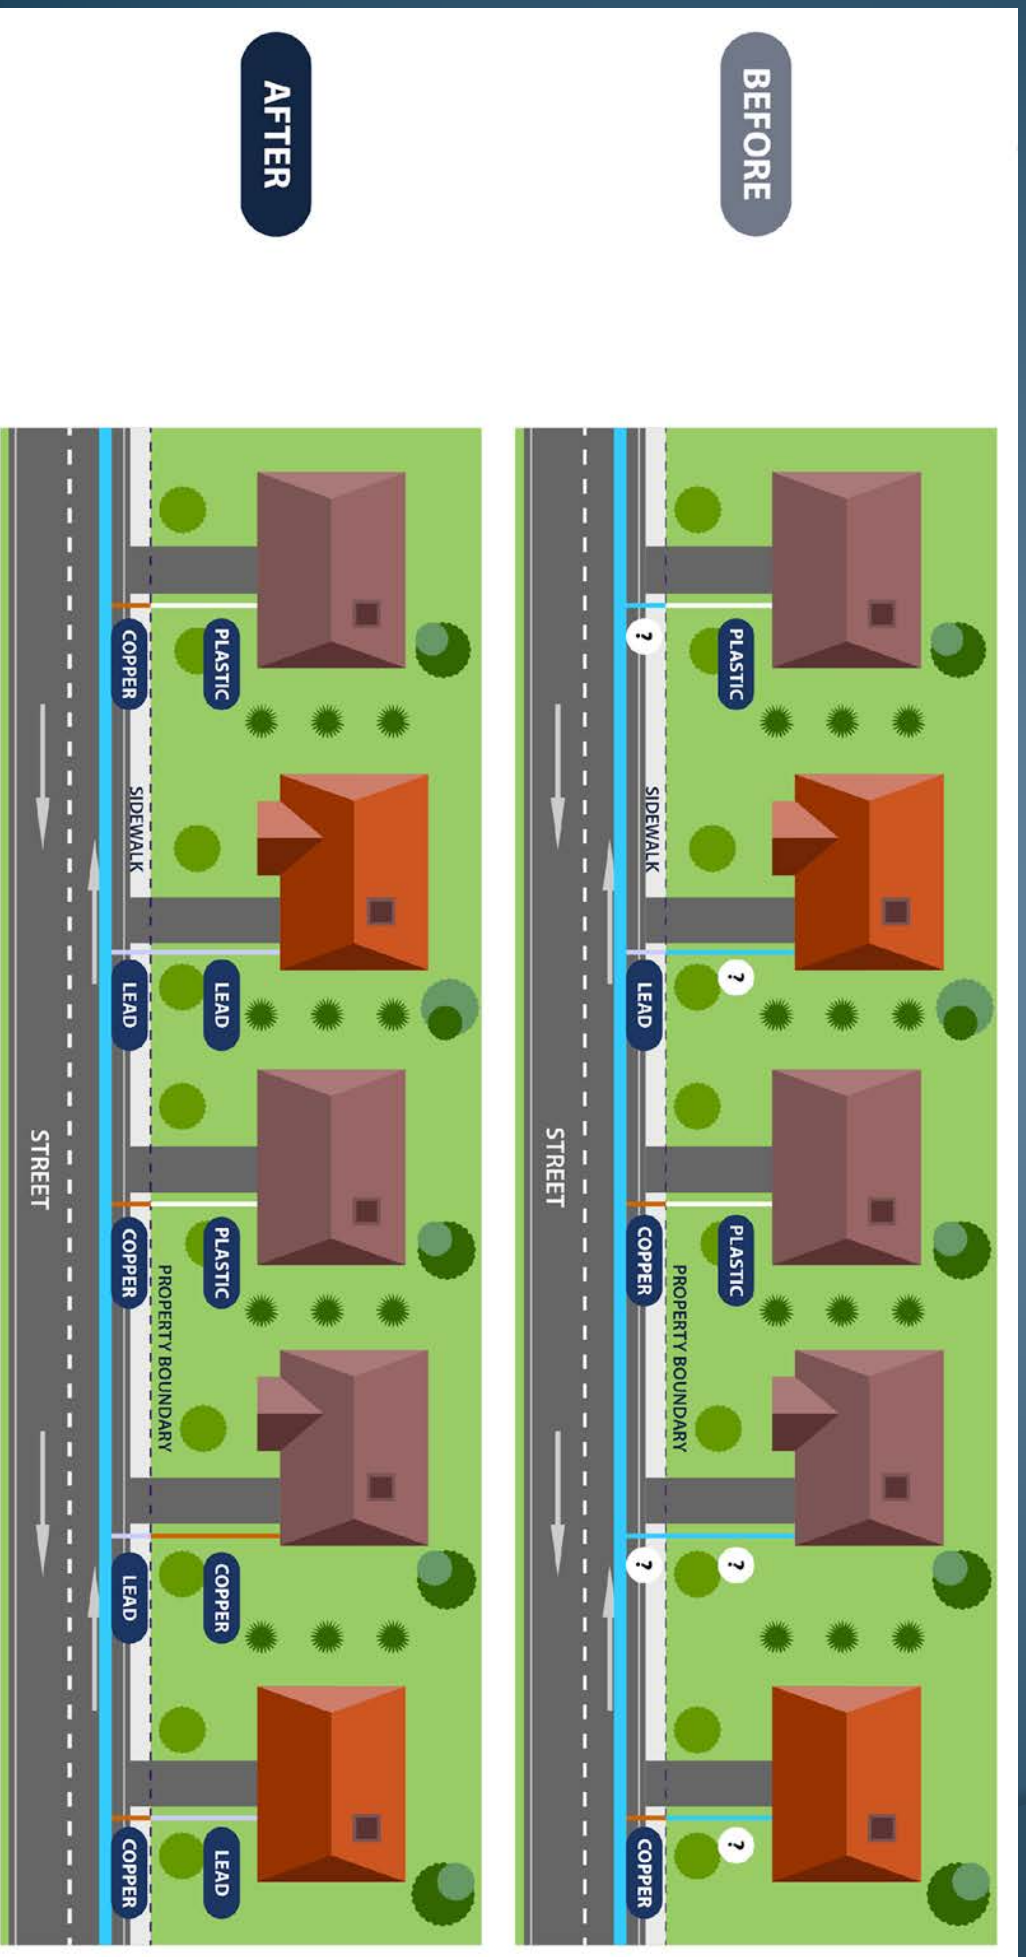 BEFORE
PLASTIC
?
SIDEWALK
?
LEAD
STREET
PLASTIC
COPPER
PROPERTY BOUNDARY
?
?
?
COPPER
AFTER
PLASTIC
COPPER
SIDEWALK
LEAD
LEAD
STREET
PLASTIC
COPPER
PROPERTY BOUNDARY
COPPER
LEAD
LEAD
COPPER